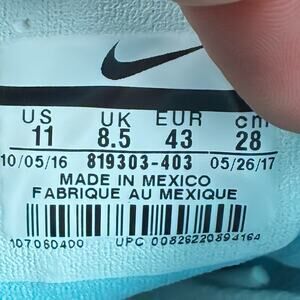 US UK EUR cm
11 8.5 43 28
10/05/16 819303-403 05/26/17
MADE IN MEXICO
FABRIQUE AU MEXIQUE
107060400 UPC 00826220894164